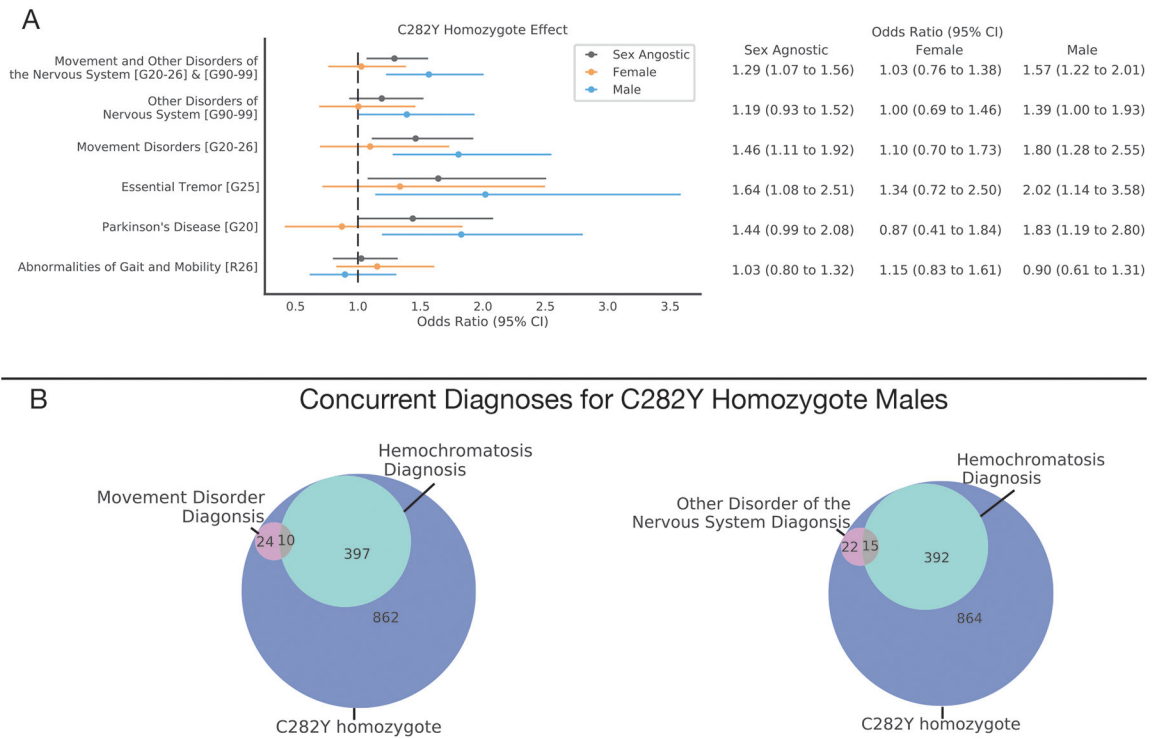 A
C282Y Homozygote Effect
Odds Ratio (95% CI)
Sex Agnostic Female Male
Sex Angostic
Female
Male
Movement and Other Disorders of
the Nervous System [G20-26] & [G90-99]
1.29 (1.07 to 1.56) 1.03 (0.76 to 1.38) 1.57 (1.22 to 2.01)
Other Disorders of
Nervous System [G90-99]
1.19 (0.93 to 1.52) 1.00 (0.69 to 1.46) 1.39 (1.00 to 1.93)
Movement Disorders [G20-26]
1.46 (1.11 to 1.92) 1.10 (0.70 to 1.73) 1.80 (1.28 to 2.55)
Essential Tremor [G25]
1.64 (1.08 to 2.51) 1.34 (0.72 to 2.50) 2.02 (1.14 to 3.58)
Parkinson's Disease [G20]
1.44 (0.99 to 2.08) 0.87 (0.41 to 1.84) 1.83 (1.19 to 2.80)
Abnormalities of Gait and Mobility [R26]
1.03 (0.80 to 1.32) 1.15 (0.83 to 1.61) 0.90 (0.61 to 1.31)
0.5 1.0 1.5 2.0 2.5 3.0 3.5
Odds Ratio (95% CI)
B
Concurrent Diagnoses for C282Y Homozygote Males
Hemochromatosis
Diagnosis
Movement Disorder
Diagonsis
24 10
397
862
C282Y homozygote
Hemochromatosis
Diagnosis
Other Disorder of the
Nervous System Diagonsis
22 15
392
864
C282Y homozygote